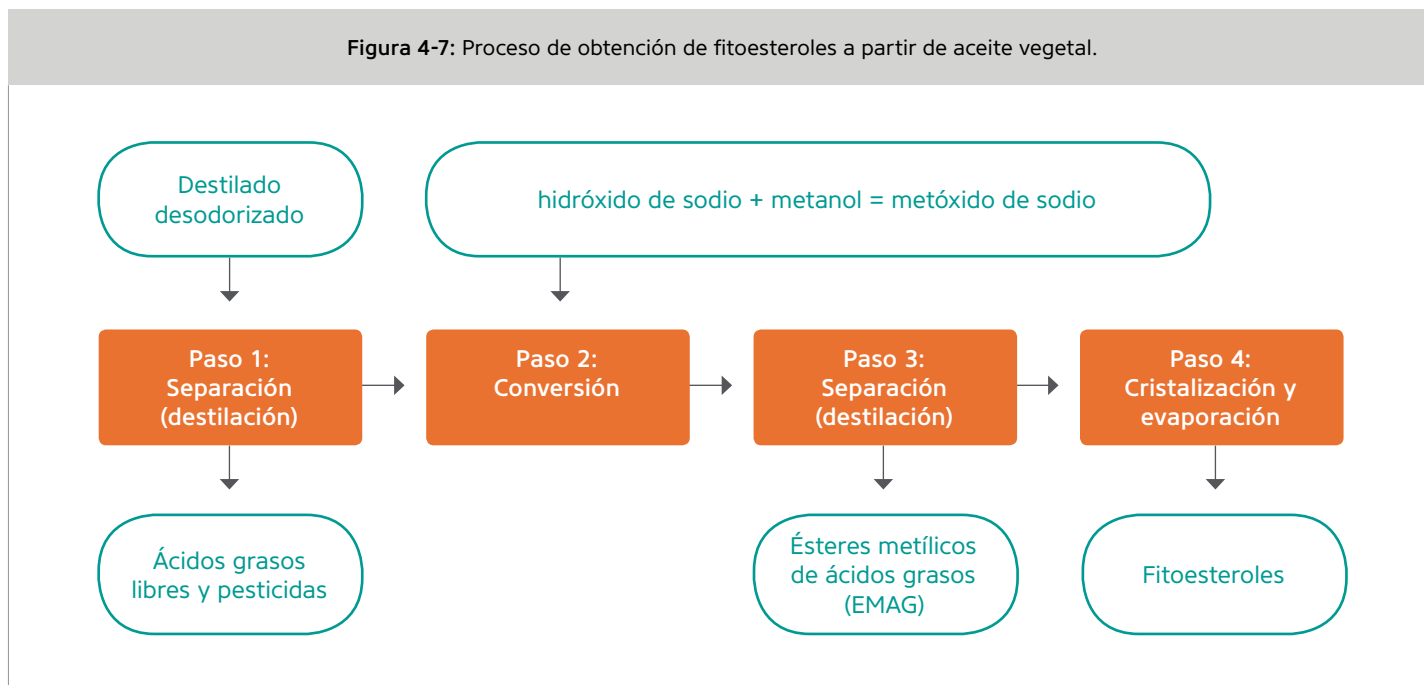 Figura 4-7: Proceso de obtención de fitoesteroles a partir de aceite vegetal.
Destilado
desodorizado
hidróxido de sodio + metanol = metóxido de sodio
Paso 1:
Separación
(destilación)
Paso 2:
Conversión
Paso 3:
Separación
(destilación)
Paso 4:
Cristalización y
evaporación
Ácidos grasos
libres y pesticidas
Ésteres metílicos
de ácidos grasos
(EMAG)
Fitoesteroles